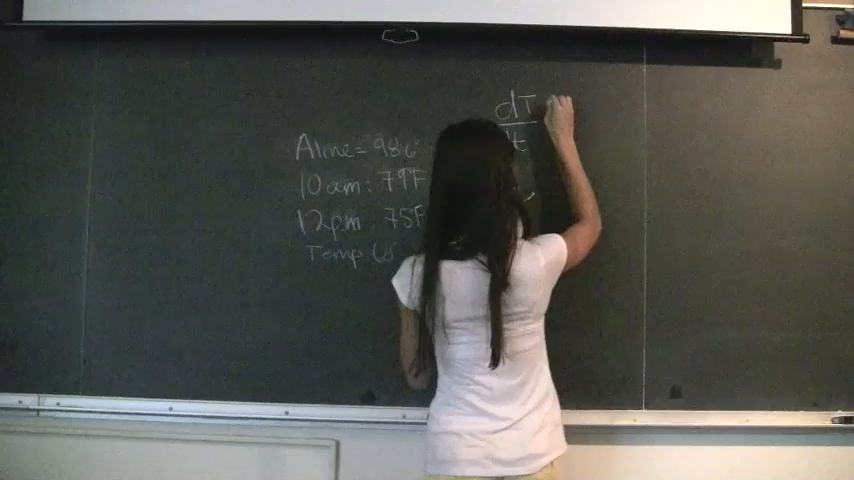 Alive = 98.6°
10am: 79F
12pm 75F
Temp 68
dT
dt